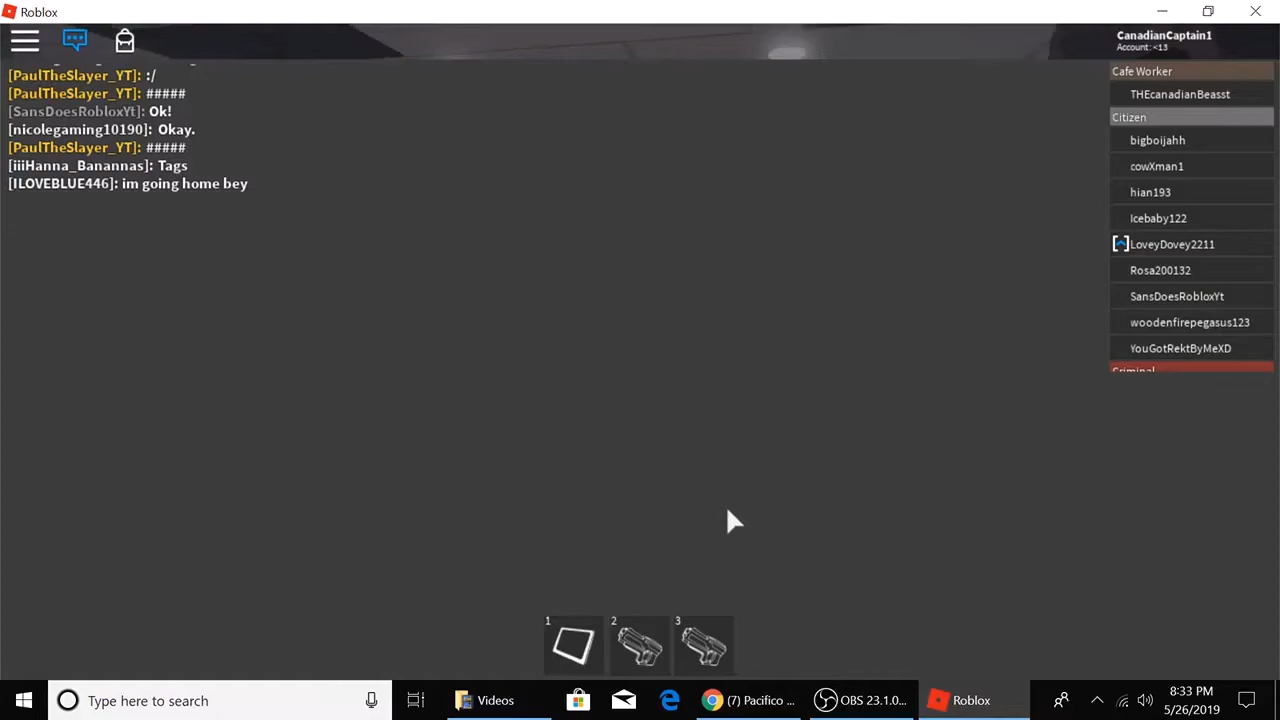 Roblox
CanadianCaptain1
Account: <13
[PaulTheSlayer_YT]: :/
[PaulTheSlayer_YT]: #####
[SansDoesRobloxYt]: Ok!
[nicolegaming10190]: Okay.
[PaulTheSlayer_YT]: #####
[iiiHanna_Banannas]: Tags
[ILOVEBLUE446]: im going home bey
Cafe Worker
THEcanadianBeasst
Citizen
bigboijahh
cowXman1
hian193
Icebaby122
LoveyDovey2211
Rosa200132
SansDoesRobloxYt
woodenfirepegasus123
YouGotRektByMeXD
Criminal
1 2 3
Type here to search
Videos
(7) Pacifico ...
OBS 23.1.0...
Roblox
8:33 PM
5/26/2019